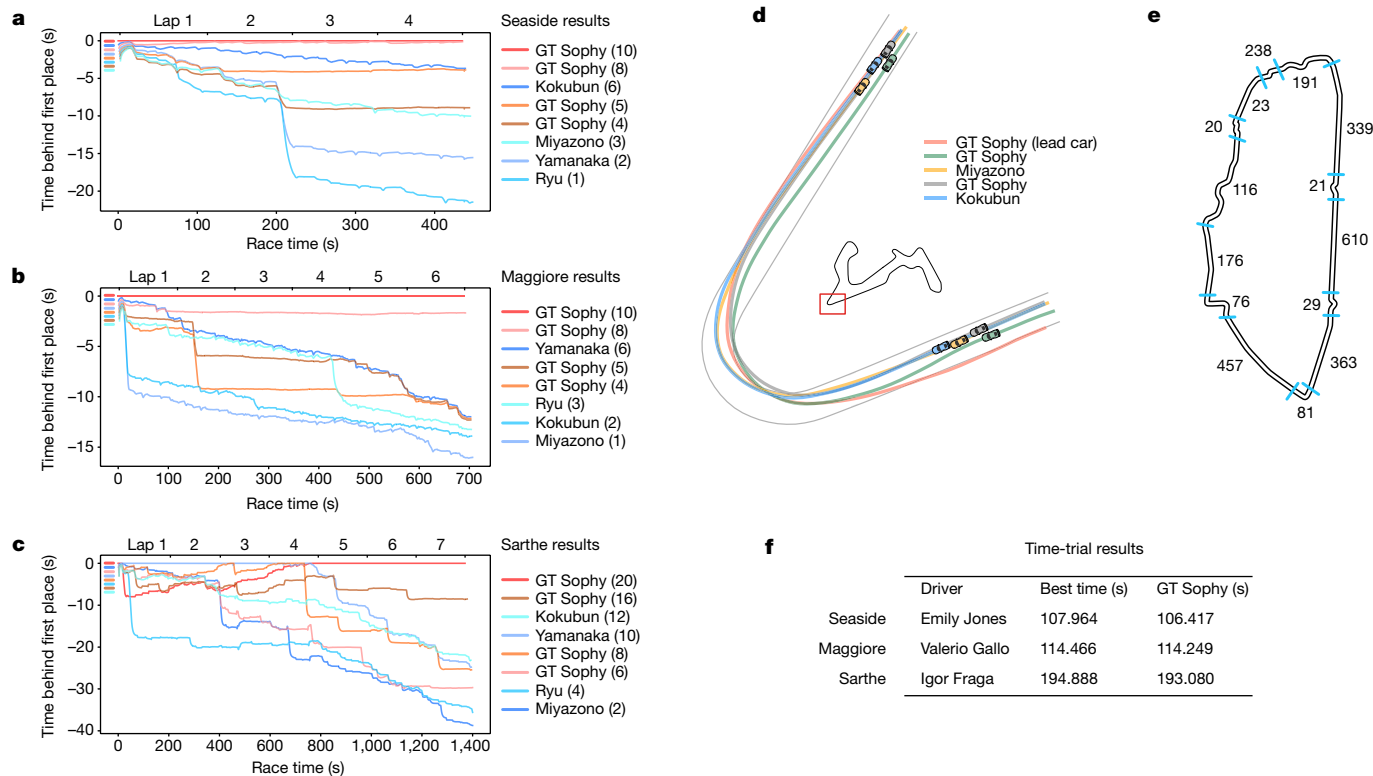 a
Lap 1 2 3 4
Seaside results
Time behind first place (s)
0
−5
−10
−15
−20
0 100 200 300 400
Race time (s)
GT Sophy (10)
GT Sophy (8)
Kokubun (6)
GT Sophy (5)
GT Sophy (4)
Miyazono (3)
Yamanaka (2)
Ryu (1)
b
Lap 1 2 3 4 5 6
Maggiore results
Time behind first place (s)
0
−5
−10
−15
0 100 200 300 400 500 600 700
Race time (s)
GT Sophy (10)
GT Sophy (8)
Yamanaka (6)
GT Sophy (5)
GT Sophy (4)
Ryu (3)
Kokubun (2)
Miyazono (1)
c
Lap 1 2 3 4 5 6 7
Sarthe results
Time behind first place (s)
0
−10
−20
−30
−40
0 200 400 600 800 1,000 1,200 1,400
Race time (s)
GT Sophy (20)
GT Sophy (16)
Kokubun (12)
Yamanaka (10)
GT Sophy (8)
GT Sophy (6)
Ryu (4)
Miyazono (2)
d
GT Sophy (lead car)
GT Sophy
Miyazono
GT Sophy
Kokubun
e
238
191
23
20
339
116
21
610
176
76
29
457
363
81
f
Time-trial results
Driver Best time (s) GT Sophy (s)
Seaside Emily Jones 107.964 106.417
Maggiore Valerio Gallo 114.466 114.249
Sarthe Igor Fraga 194.888 193.080